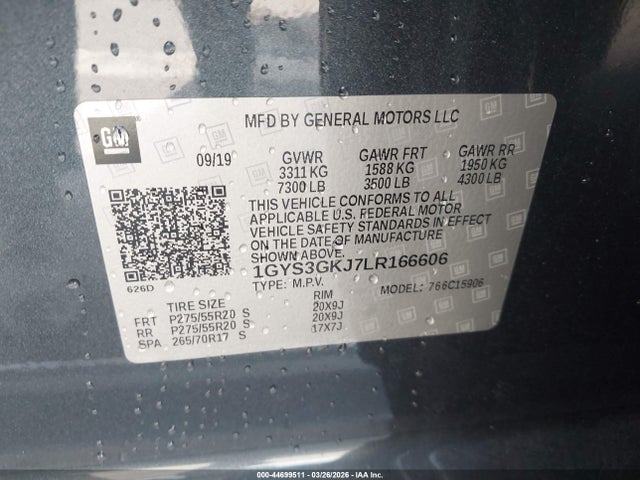 GM
MFD BY GENERAL MOTORS LLC
09/19 GVWR GAWR FRT GAWR RR
3311 KG 1588 KG 1950 KG
7300 LB 3500 LB 4300 LB
THIS VEHICLE CONFORMS TO ALL
APPLICABLE U.S. FEDERAL MOTOR
VEHICLE SAFETY STANDARDS IN EFFECT
ON THE DATE OF MANUFACTURE
SHOWN ABOVE.
1GYS3GKJ7LR166606
626D
TYPE: M.P.V. MODEL: 766C15906
TIRE SIZE RIM
FRT P275/55R20 S 20X9J
RR P275/55R20 S 20X9J
SPA 265/70R17 S 17X7J
000-44699511 - 03/26/2026 - IAA Inc.